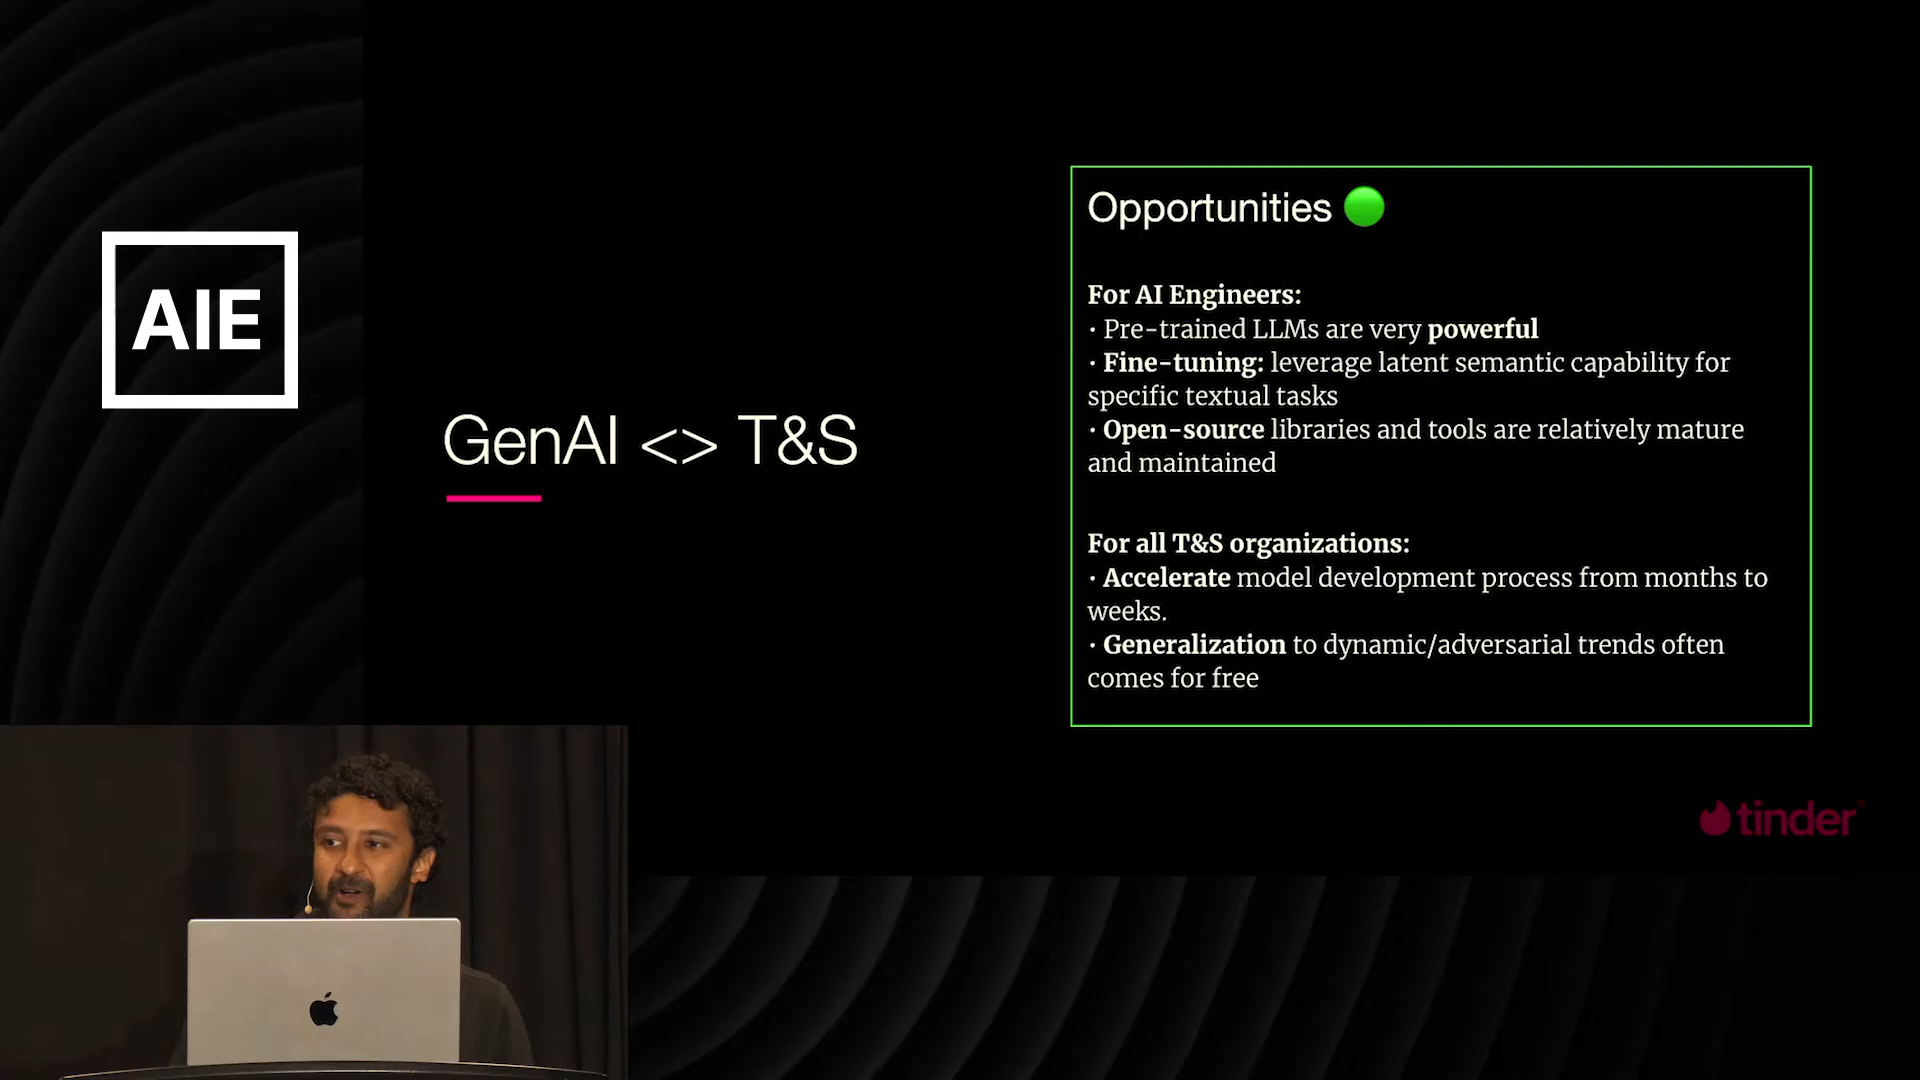 AIE
GenAI <> T&S
Opportunities
For AI Engineers:
· Pre-trained LLMs are very powerful
· Fine-tuning: leverage latent semantic capability for
specific textual tasks
· Open-source libraries and tools are relatively mature
and maintained
For all T&S organizations:
· Accelerate model development process from months to
weeks.
· Generalization to dynamic/adversarial trends often
comes for free
tinder